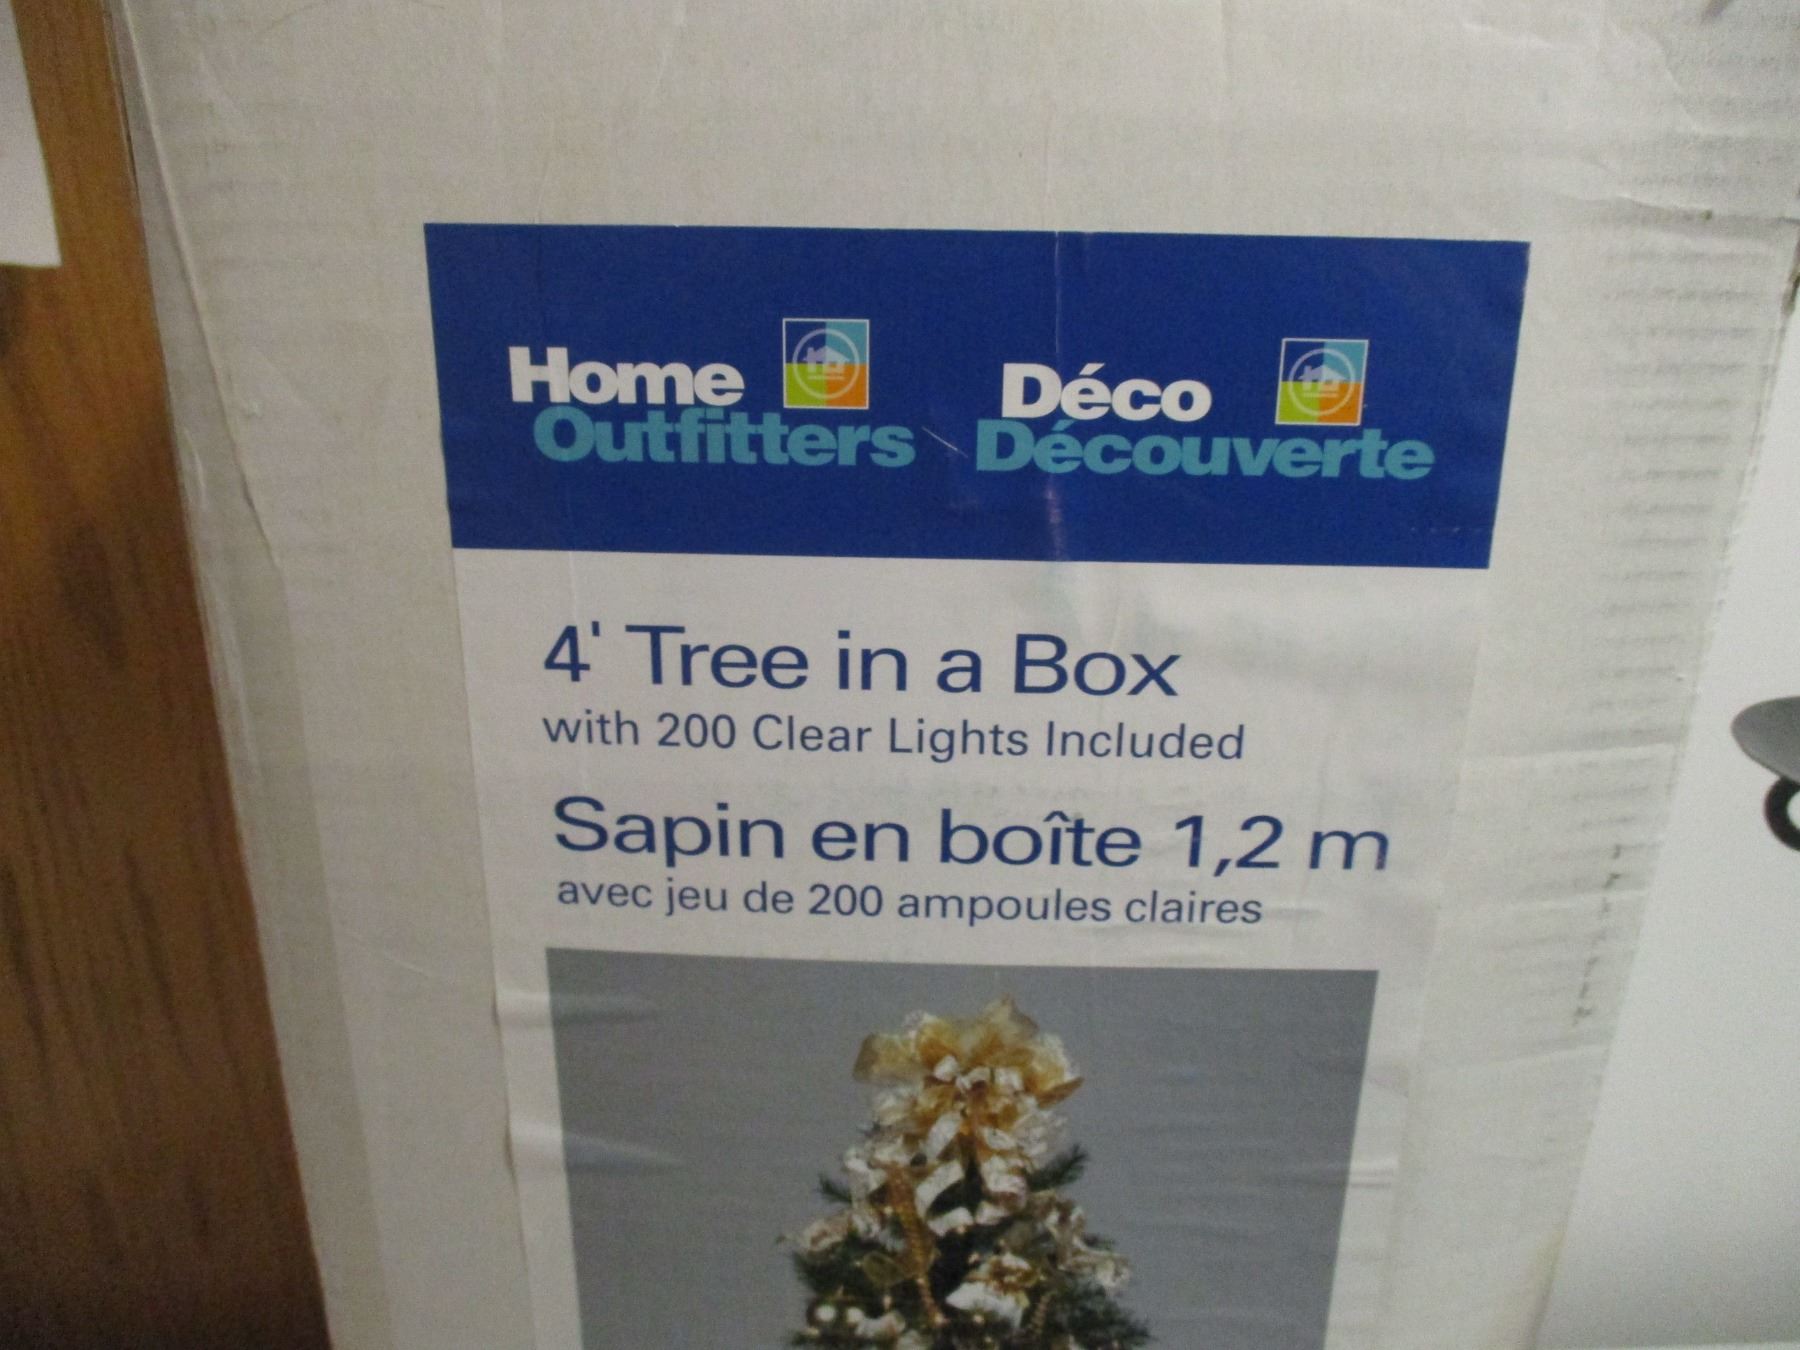 Home
Outfitters
Déco
Découverte
4' Tree in a Box
with 200 Clear Lights Included
Sapin en boîte 1,2 m
avec jeu de 200 ampoules claires